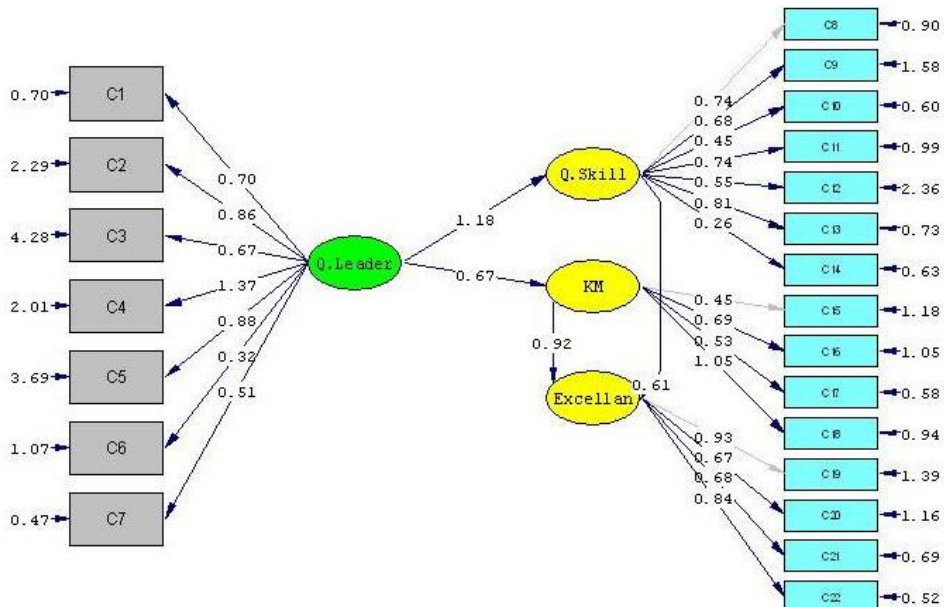 0.70
C1
2.29
C2
4.28
C3
2.01
C4
3.69
C5
1.07
C6
0.47
C7
0.70
0.86
0.67
1.37
0.88
0.32
0.51
Q.Leader
1.18
0.67
Q.Skill
KM
0.92
Excellan
0.61
0.74
0.68
0.45
0.74
0.55
0.81
0.26
0.45
0.69
0.53
1.05
0.93
0.67
0.68
0.84
C8
0.90
C9
1.58
C10
0.60
C11
0.99
C12
2.36
C13
0.73
C14
0.63
C15
1.18
C16
1.05
C17
0.58
C18
0.94
C19
1.39
C20
1.16
C21
0.69
C22
0.52